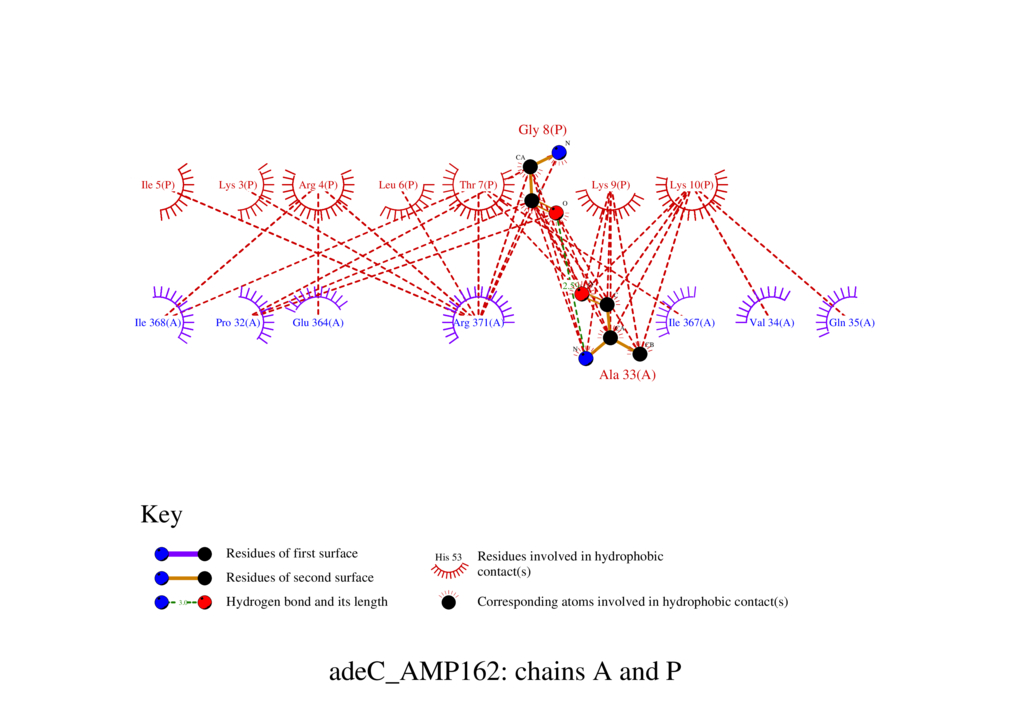 Gly 8(P)
N
CA
Ile 5(P) Lys 3(P) Arg 4(P) Leu 6(P) Thr 7(P) Lys 9(P) Lys 10(P)
O
Ile 368(A) Pro 32(A) Glu 364(A) Arg 371(A) Ile 367(A) Val 34(A) Gln 35(A)
N
CB
Ala 33(A)
Key
Residues of first surface
Residues of second surface
3.0
Hydrogen bond and its length
His 53
Residues involved in hydrophobic
contact(s)
Corresponding atoms involved in hydrophobic contact(s)
adeC_AMP162: chains A and P